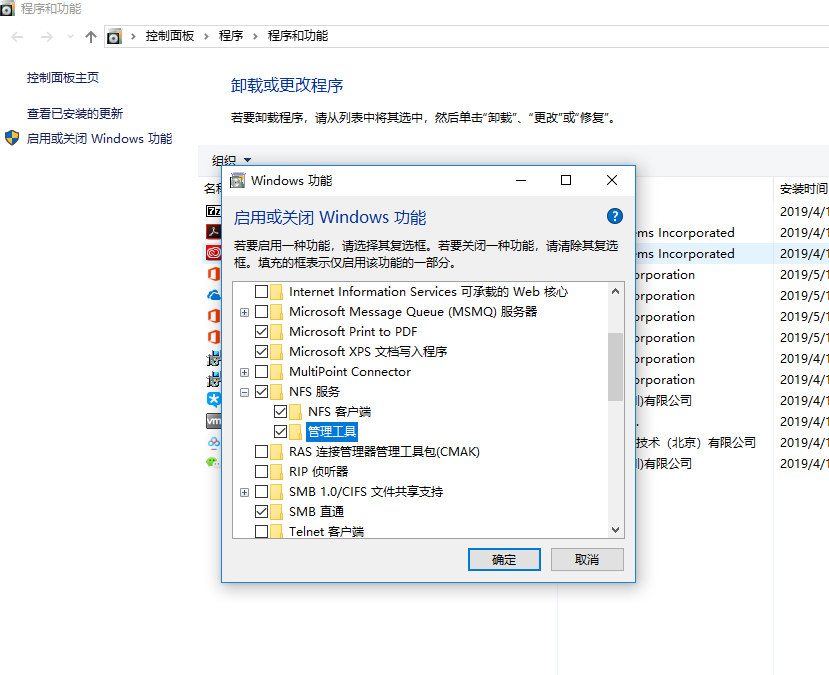 程序和功能
控制面板 › 程序 › 程序和功能
控制面板主页
查看已安装的更新
启用或关闭 Windows 功能
卸载或更改程序
若要卸载程序，请从列表中将其选中，然后单击“卸载”、“更改”或“修复”。
组织
安装时间
Windows 功能
启用或关闭 Windows 功能
若要启用一种功能，请选择其复选框。若要关闭一种功能，请清除其复选
框。填充的框表示仅启用该功能的一部分。
Internet Information Services 可承载的 Web 核心
Microsoft Message Queue (MSMQ) 服务器
Microsoft Print to PDF
Microsoft XPS 文档写入程序
MultiPoint Connector
NFS 服务
NFS 客户端
管理工具
RAS 连接管理器管理工具包(CMAK)
RIP 侦听器
SMB 1.0/CIFS 文件共享支持
SMB 直通
Telnet 客户端
确定 取消
2019/4/1
ems Incorporated 2019/4/1
ems Incorporated 2019/4/1
orporation 2019/5/1
orporation 2019/5/1
orporation 2019/5/1
orporation 2019/5/1
orporation 2019/4/1
orporation 2019/4/1
)有限公司 2019/4/1
2019/4/1
技术（北京）有限公司 2019/4/1
)有限公司 2019/4/1